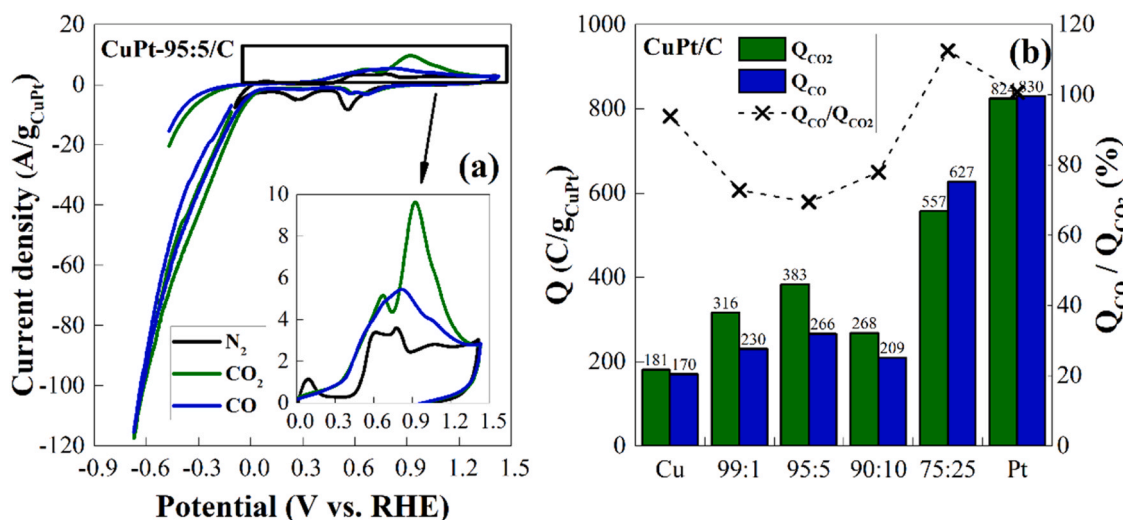 CuPt-95:5/C
(a)
Current density (A/gCuPt)
20
0
-20
-40
-60
-80
-100
-120
-0.9 -0.6 -0.3 0.0 0.3 0.6 0.9 1.2 1.5
Potential (V vs. RHE)
N2
CO2
CO
10
8
6
4
2
0
0.0 0.3 0.6 0.9 1.2 1.5
CuPt/C
(b)
QCO2
QCO
QCO/QCO2
Q (C/gCuPt)
1000
800
600
400
200
0
181 170
316 230
383 266
268 209
557 627
824 830
Cu 99:1 95:5 90:10 75:25 Pt
120
100
80
60
40
20
0
QCO / QCO2 (%)